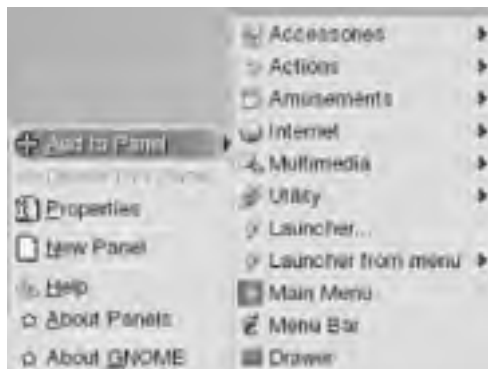 Add to Panel
Properties
New Panel
Help
About Panels
About GNOME
Accessories
Actions
Amusements
Internet
Multimedia
Utility
Launcher...
Launcher from menu
Main Menu
Menu Bar
Drawer